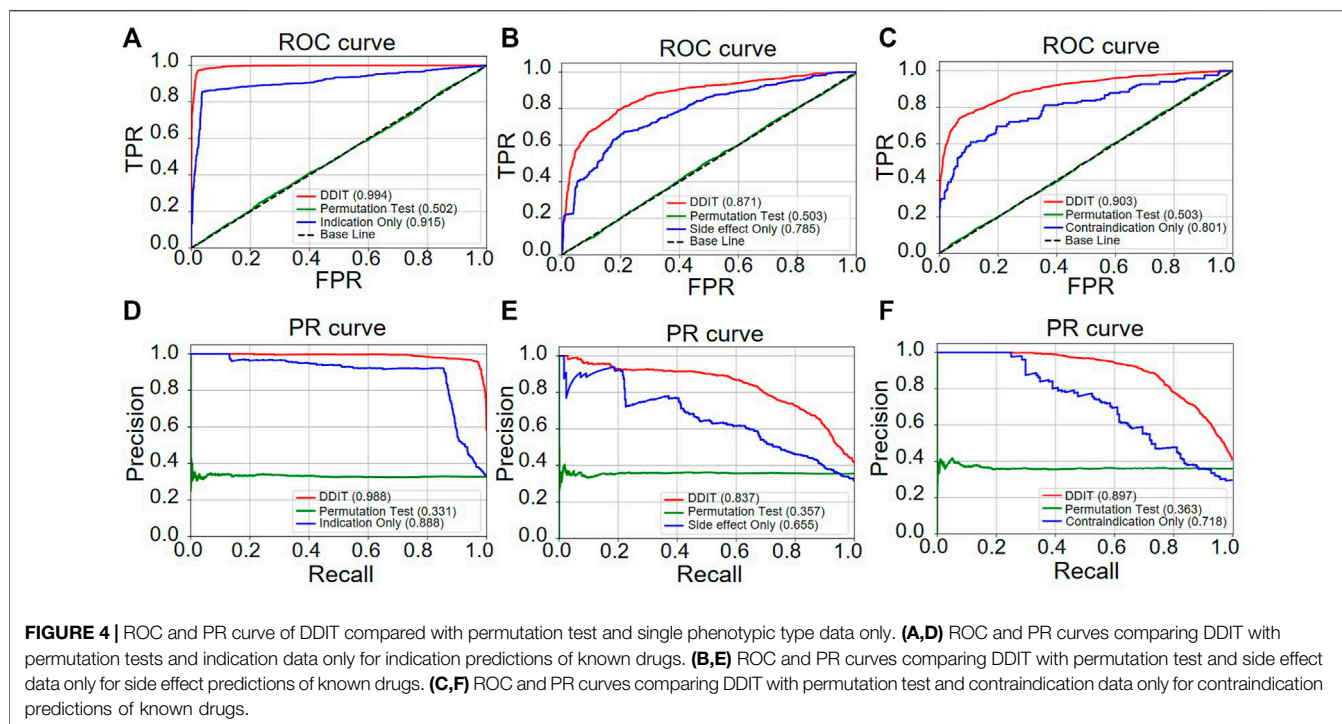 A
ROC curve
1.0
0.8
0.6
0.4
0.2
0.0
TPR
DDIT (0.994)
Permutation Test (0.502)
Indication Only (0.915)
Base Line
0.0 0.2 0.4 0.6 0.8 1.0
FPR
B
ROC curve
1.0
0.8
0.6
0.4
0.2
0.0
TPR
DDIT (0.871)
Permutation Test (0.503)
Side effect Only (0.785)
Base Line
0.0 0.2 0.4 0.6 0.8 1.0
FPR
C
ROC curve
1.0
0.8
0.6
0.4
0.2
0.0
TPR
DDIT (0.903)
Permutation Test (0.503)
Contraindication Only (0.801)
Base Line
0.0 0.2 0.4 0.6 0.8 1.0
FPR
D
PR curve
1.0
0.8
0.6
0.4
0.2
0.0
Precision
DDIT (0.988)
Permutation Test (0.331)
Indication Only (0.888)
0.0 0.2 0.4 0.6 0.8 1.0
Recall
E
PR curve
1.0
0.8
0.6
0.4
0.2
0.0
Precision
DDIT (0.837)
Permutation Test (0.357)
Side effect Only (0.655)
0.0 0.2 0.4 0.6 0.8 1.0
Recall
F
PR curve
1.0
0.8
0.6
0.4
0.2
0.0
Precision
DDIT (0.897)
Permutation Test (0.363)
Contraindication Only (0.718)
0.0 0.2 0.4 0.6 0.8 1.0
Recall
FIGURE 4 | ROC and PR curve of DDIT compared with permutation test and single phenotypic type data only. (A,D) ROC and PR curves comparing DDIT with
permutation tests and indication data only for indication predictions of known drugs. (B,E) ROC and PR curves comparing DDIT with permutation test and side effect
data only for side effect predictions of known drugs. (C,F) ROC and PR curves comparing DDIT with permutation test and contraindication data only for contraindication
predictions of known drugs.